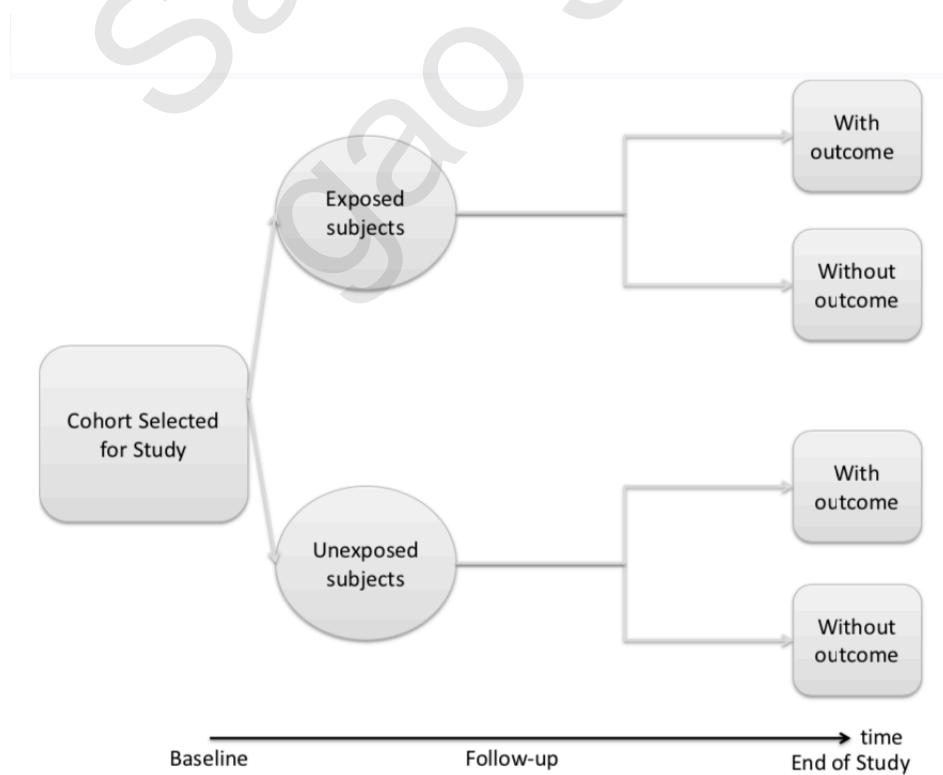 With
outcome
Exposed
subjects
Without
outcome
Cohort Selected
for Study
With
outcome
Unexposed
subjects
Without
outcome
time
Baseline
Follow-up
End of Study